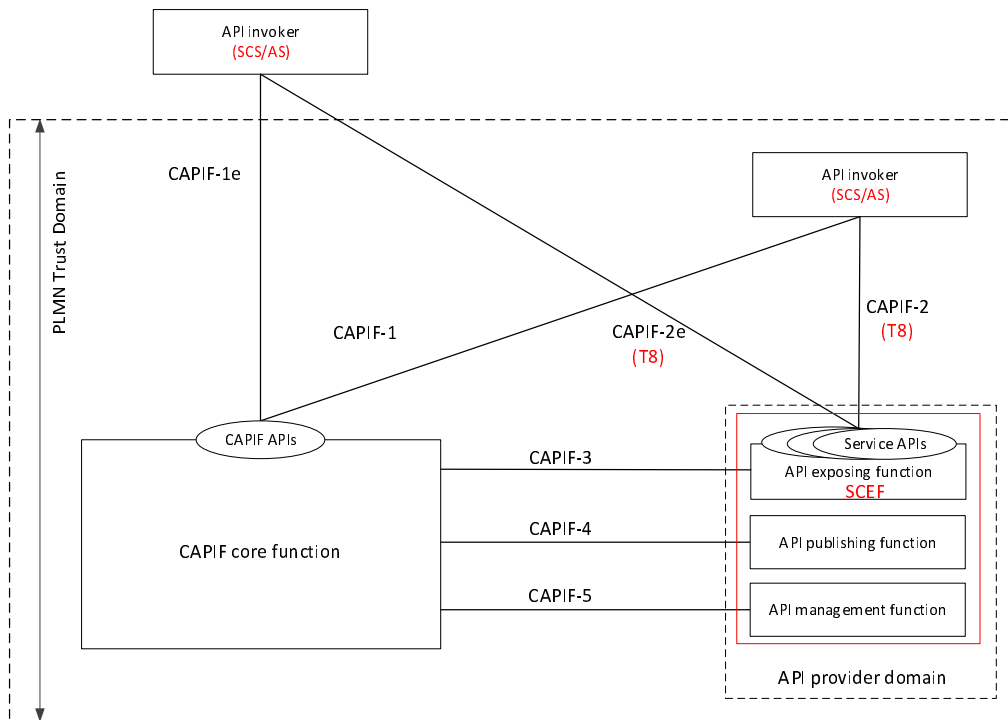 API invoker
(SCS/AS)
CAPIF-1e
API invoker
(SCS/AS)
PLMN Trust Domain
CAPIF-1
CAPIF-2e
(T8)
CAPIF-2
(T8)
CAPIF APIs
Service APIs
API exposing function
SCEF
CAPIF-3
CAPIF-4
API publishing function
CAPIF core function
CAPIF-5
API management function
API provider domain